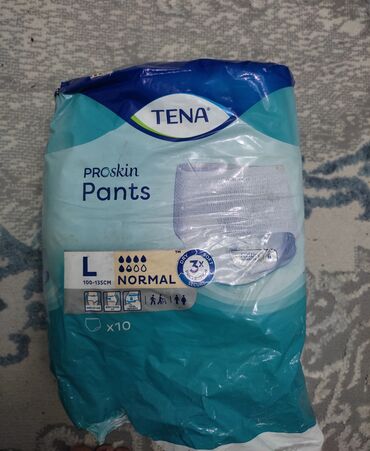 TENA
PROskin
Pants
L
100-135CM
NORMAL
3X
x10